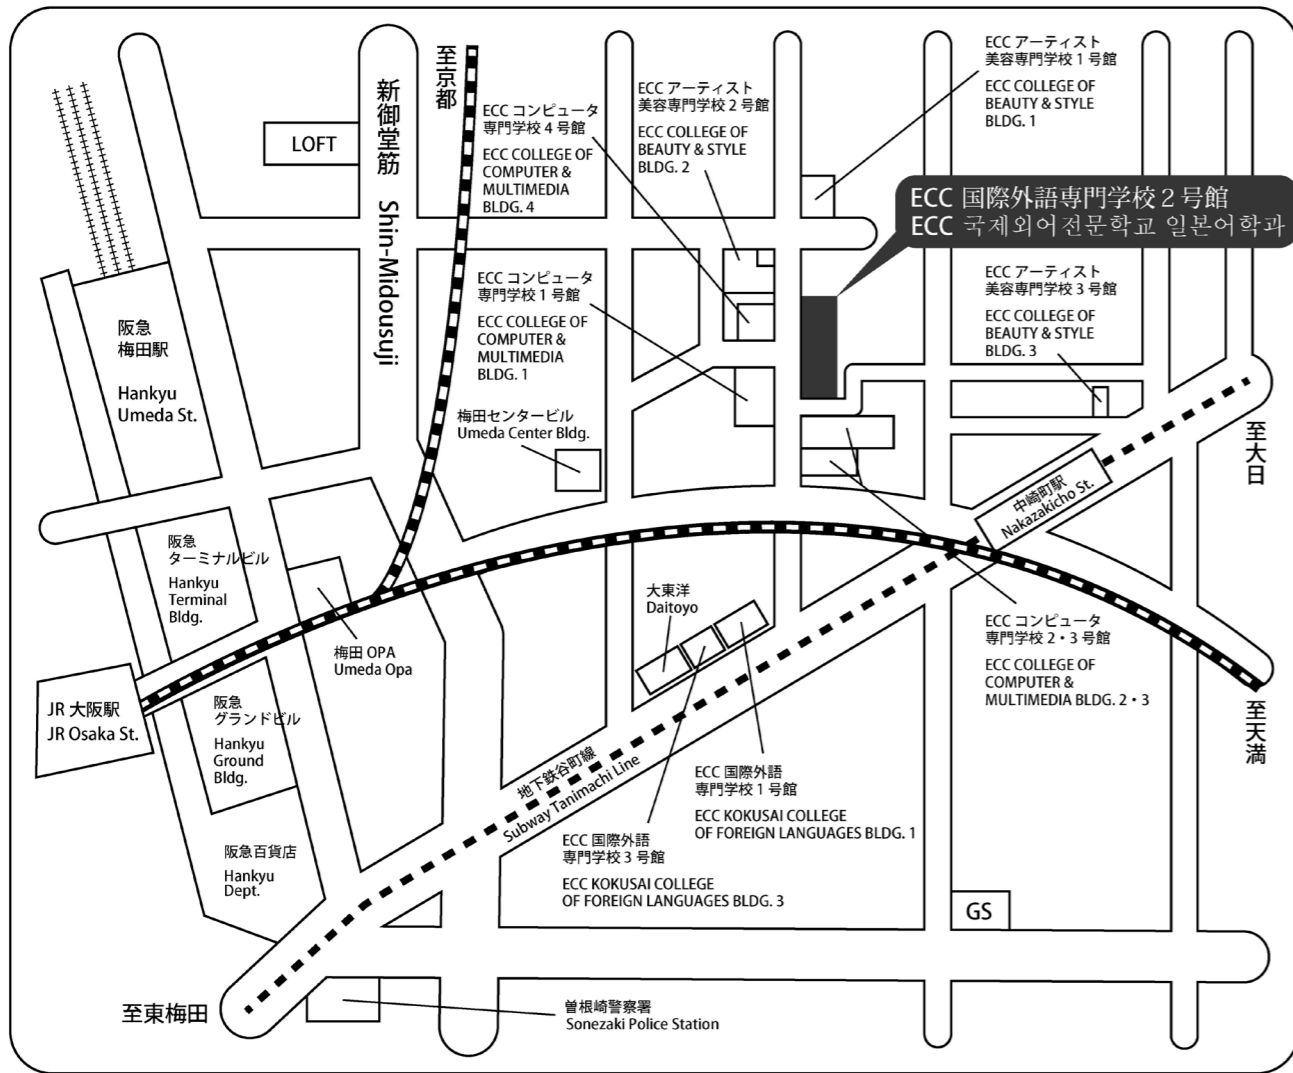 至京都
新御堂筋 Shin-Midousuji
LOFT
ECC コンピュータ
専門学校4号館
ECC COLLEGE OF
COMPUTER &
MULTIMEDIA
BLDG. 4
ECC アーティスト
美容専門学校2号館
ECC COLLEGE OF
BEAUTY & STYLE
BLDG. 2
ECC アーティスト
美容専門学校1号館
ECC COLLEGE OF
BEAUTY & STYLE
BLDG. 1
ECC 国際外語専門学校2号館
ECC 국제외어전문학교 일본어학과
ECC コンピュータ
専門学校1号館
ECC COLLEGE OF
COMPUTER &
MULTIMEDIA
BLDG. 1
ECC アーティスト
美容専門学校3号館
ECC COLLEGE OF
BEAUTY & STYLE
BLDG. 3
阪急
梅田駅
Hankyu
Umeda St.
梅田センタービル
Umeda Center Bldg.
至大日
中崎町駅
Nakazakicho St.
阪急
ターミナルビル
Hankyu
Terminal
Bldg.
梅田 OPA
Umeda Opa
大東洋
Daitoyo
ECC コンピュータ
専門学校2・3号館
ECC COLLEGE OF
COMPUTER &
MULTIMEDIA BLDG. 2・3
JR 大阪駅
JR Osaka St.
阪急
グランドビル
Hankyu
Ground
Bldg.
至天満
地下鉄谷町線
Subway Tanimachi Line
ECC 国際外語
専門学校1号館
ECC KOKUSAI COLLEGE
OF FOREIGN LANGUAGES BLDG. 1
ECC 国際外語
専門学校3号館
ECC KOKUSAI COLLEGE
OF FOREIGN LANGUAGES BLDG. 3
阪急百貨店
Hankyu
Dept.
GS
至東梅田
曽根崎警察署
Sonezaki Police Station